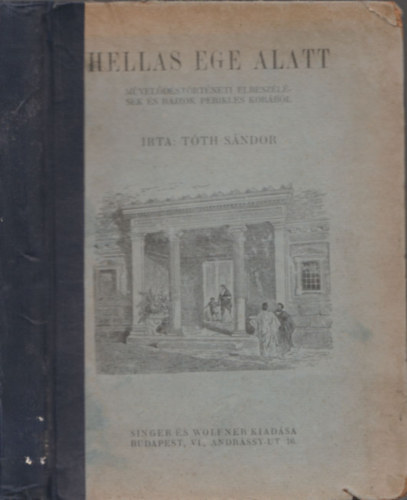 HELLAS EGE ALATT
MŰVELŐDÉSTÖRTÉNETI ELBESZÉLÉ-
SEK ÉS RAJZOK PERIKLES KORÁBÓL
IRTA: TÓTH SÁNDOR
SINGER ÉS WOLFNER KIADÁSA
BUDAPEST, VI., ANDRÁSSY-UT 16.